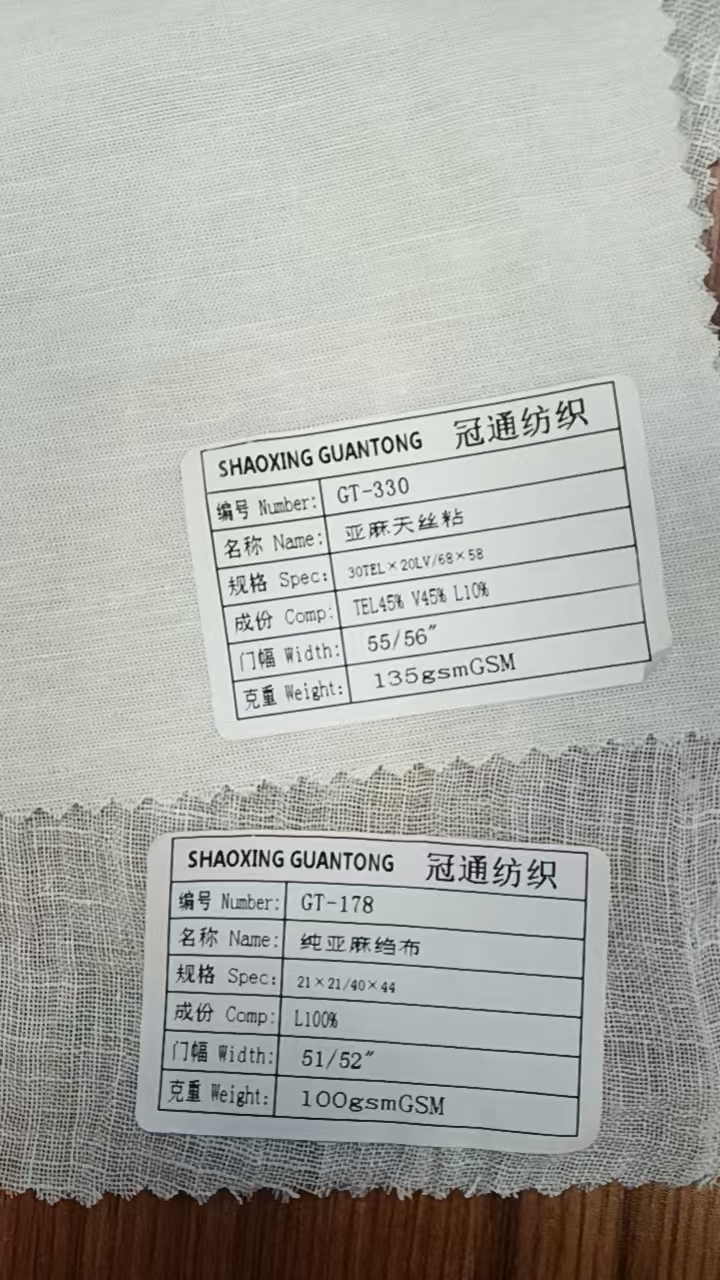 SHAOXING GUANTONG 冠通纺织
编号 Number: GT-330
名称 Name: 亚麻天丝粘
规格 Spec: 30TEL×20LV/68×58
成份 Comp: TEL45% V45% L10%
门幅 Width: 55/56″
克重 Weight: 135gsmGSM
SHAOXING GUANTONG 冠通纺织
编号 Number: GT-178
名称 Name: 纯亚麻绉布
规格 Spec: 21×21/40×44
成份 Comp: L100%
门幅 Width: 51/52″
克重 Weight: 100gsmGSM